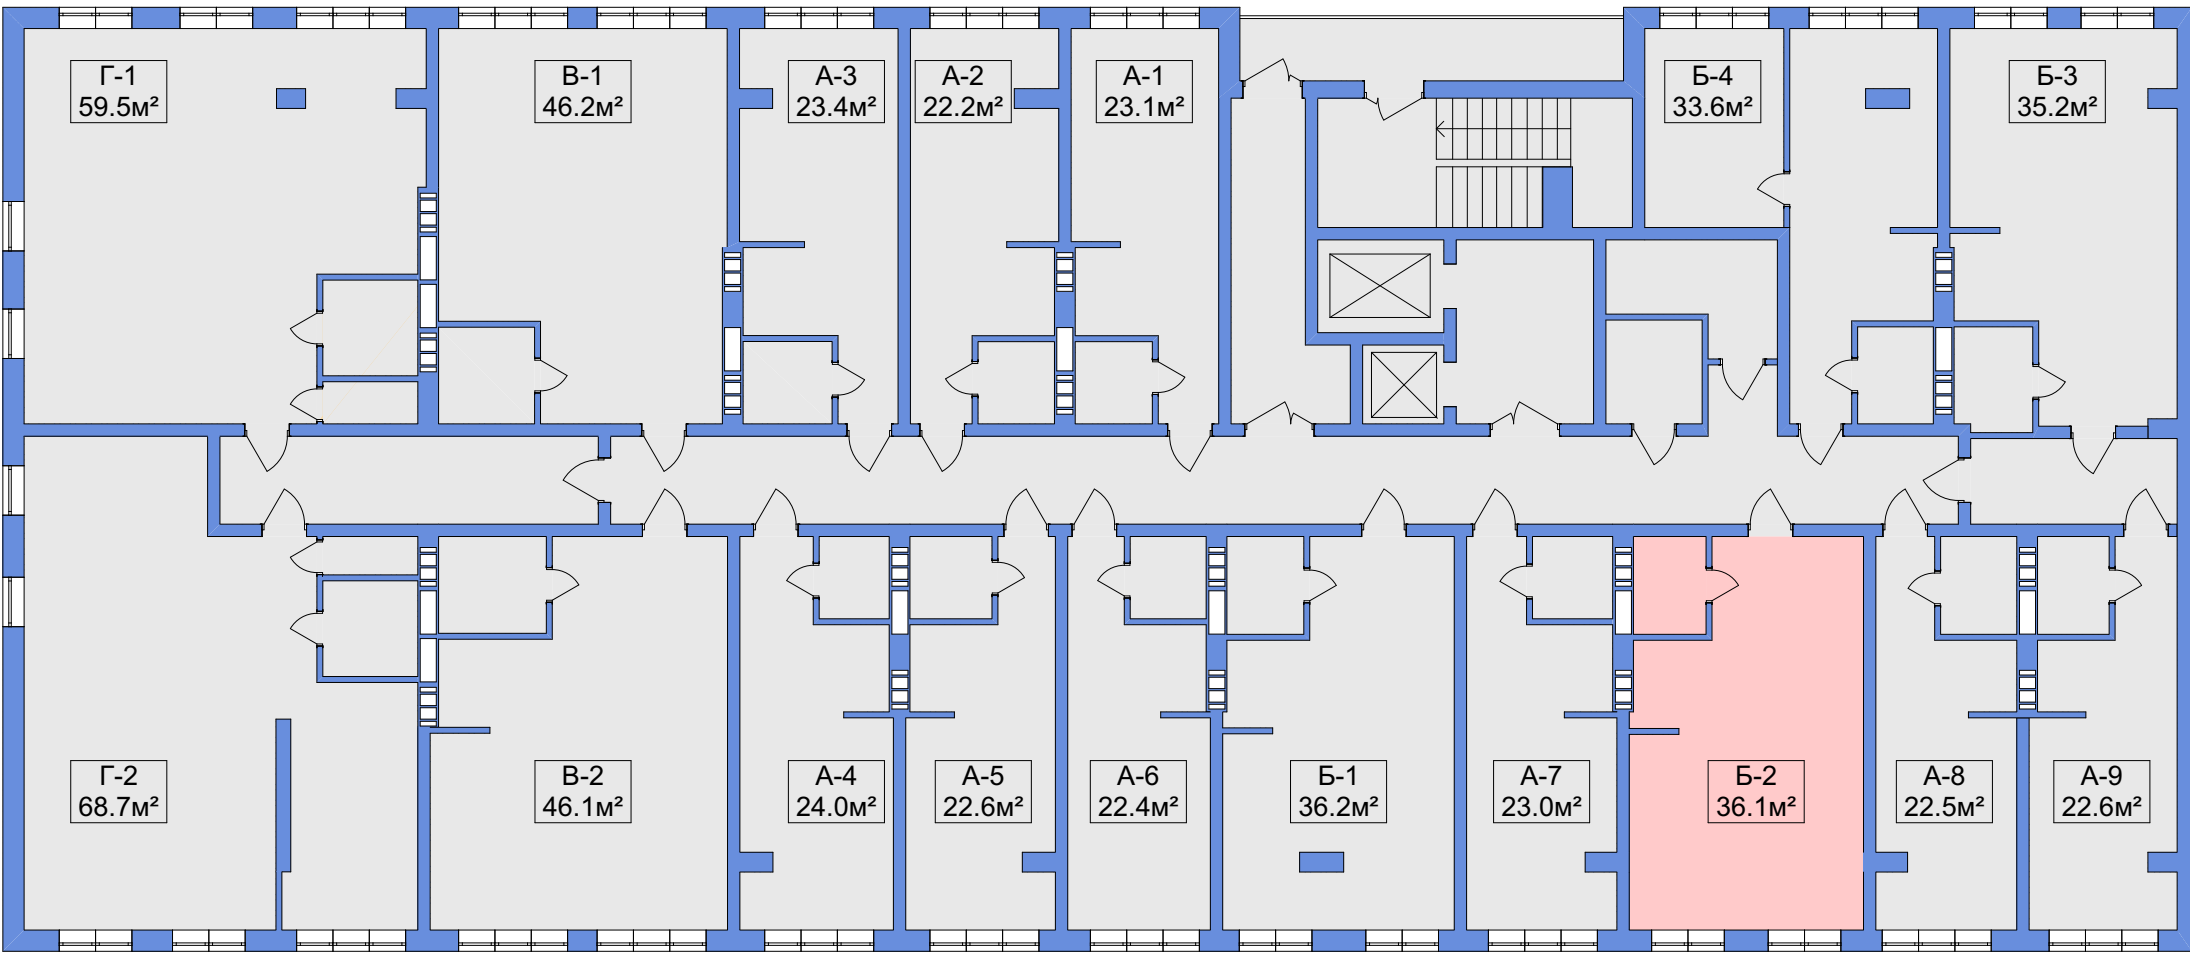 Г-1
59.5м²
В-1
46.2м²
А-3
23.4м²
А-2
22.2м²
А-1
23.1м²
Б-4
33.6м²
Б-3
35.2м²
Г-2
68.7м²
В-2
46.1м²
А-4
24.0м²
А-5
22.6м²
А-6
22.4м²
Б-1
36.2м²
А-7
23.0м²
Б-2
36.1м²
А-8
22.5м²
А-9
22.6м²